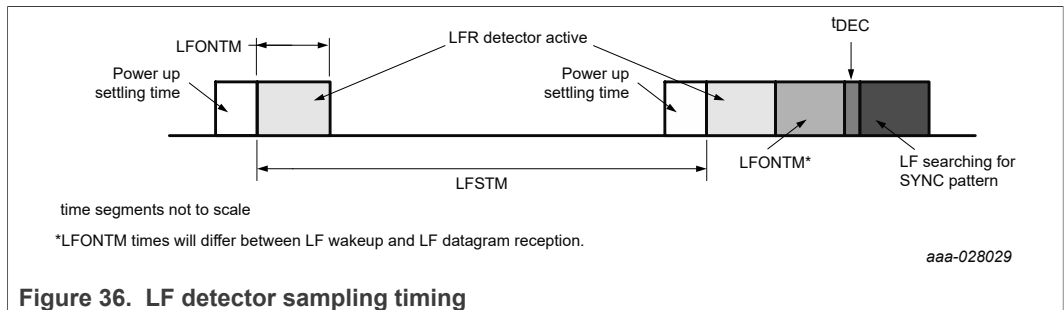 LFONTM
Power up
settling time
LFR detector active
Power up
settling time
tDEC
LFSTM
LFONTM*
LF searching for
SYNC pattern
time segments not to scale
*LFONTM times will differ between LF wakeup and LF datagram reception.
aaa-028029
Figure 36. LF detector sampling timing